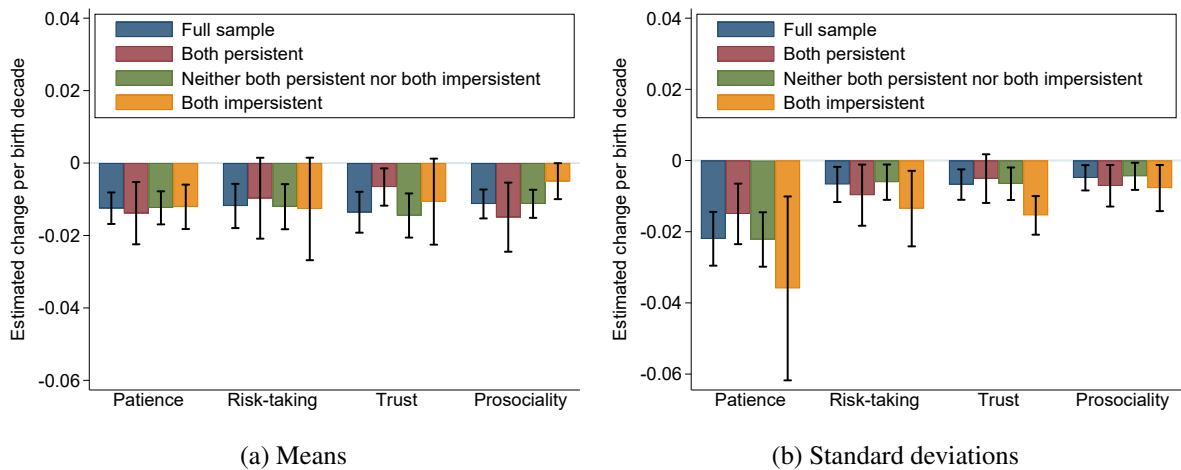 Full sample
Both persistent
Neither both persistent nor both impersistent
Both impersistent
0.04
0.02
0
-0.02
-0.04
-0.06
Estimated change per birth decade
Patience Risk-taking Trust Prosociality
(a) Means
Full sample
Both persistent
Neither both persistent nor both impersistent
Both impersistent
0.04
0.02
0
-0.02
-0.04
-0.06
Estimated change per birth decade
Patience Risk-taking Trust Prosociality
(b) Standard deviations